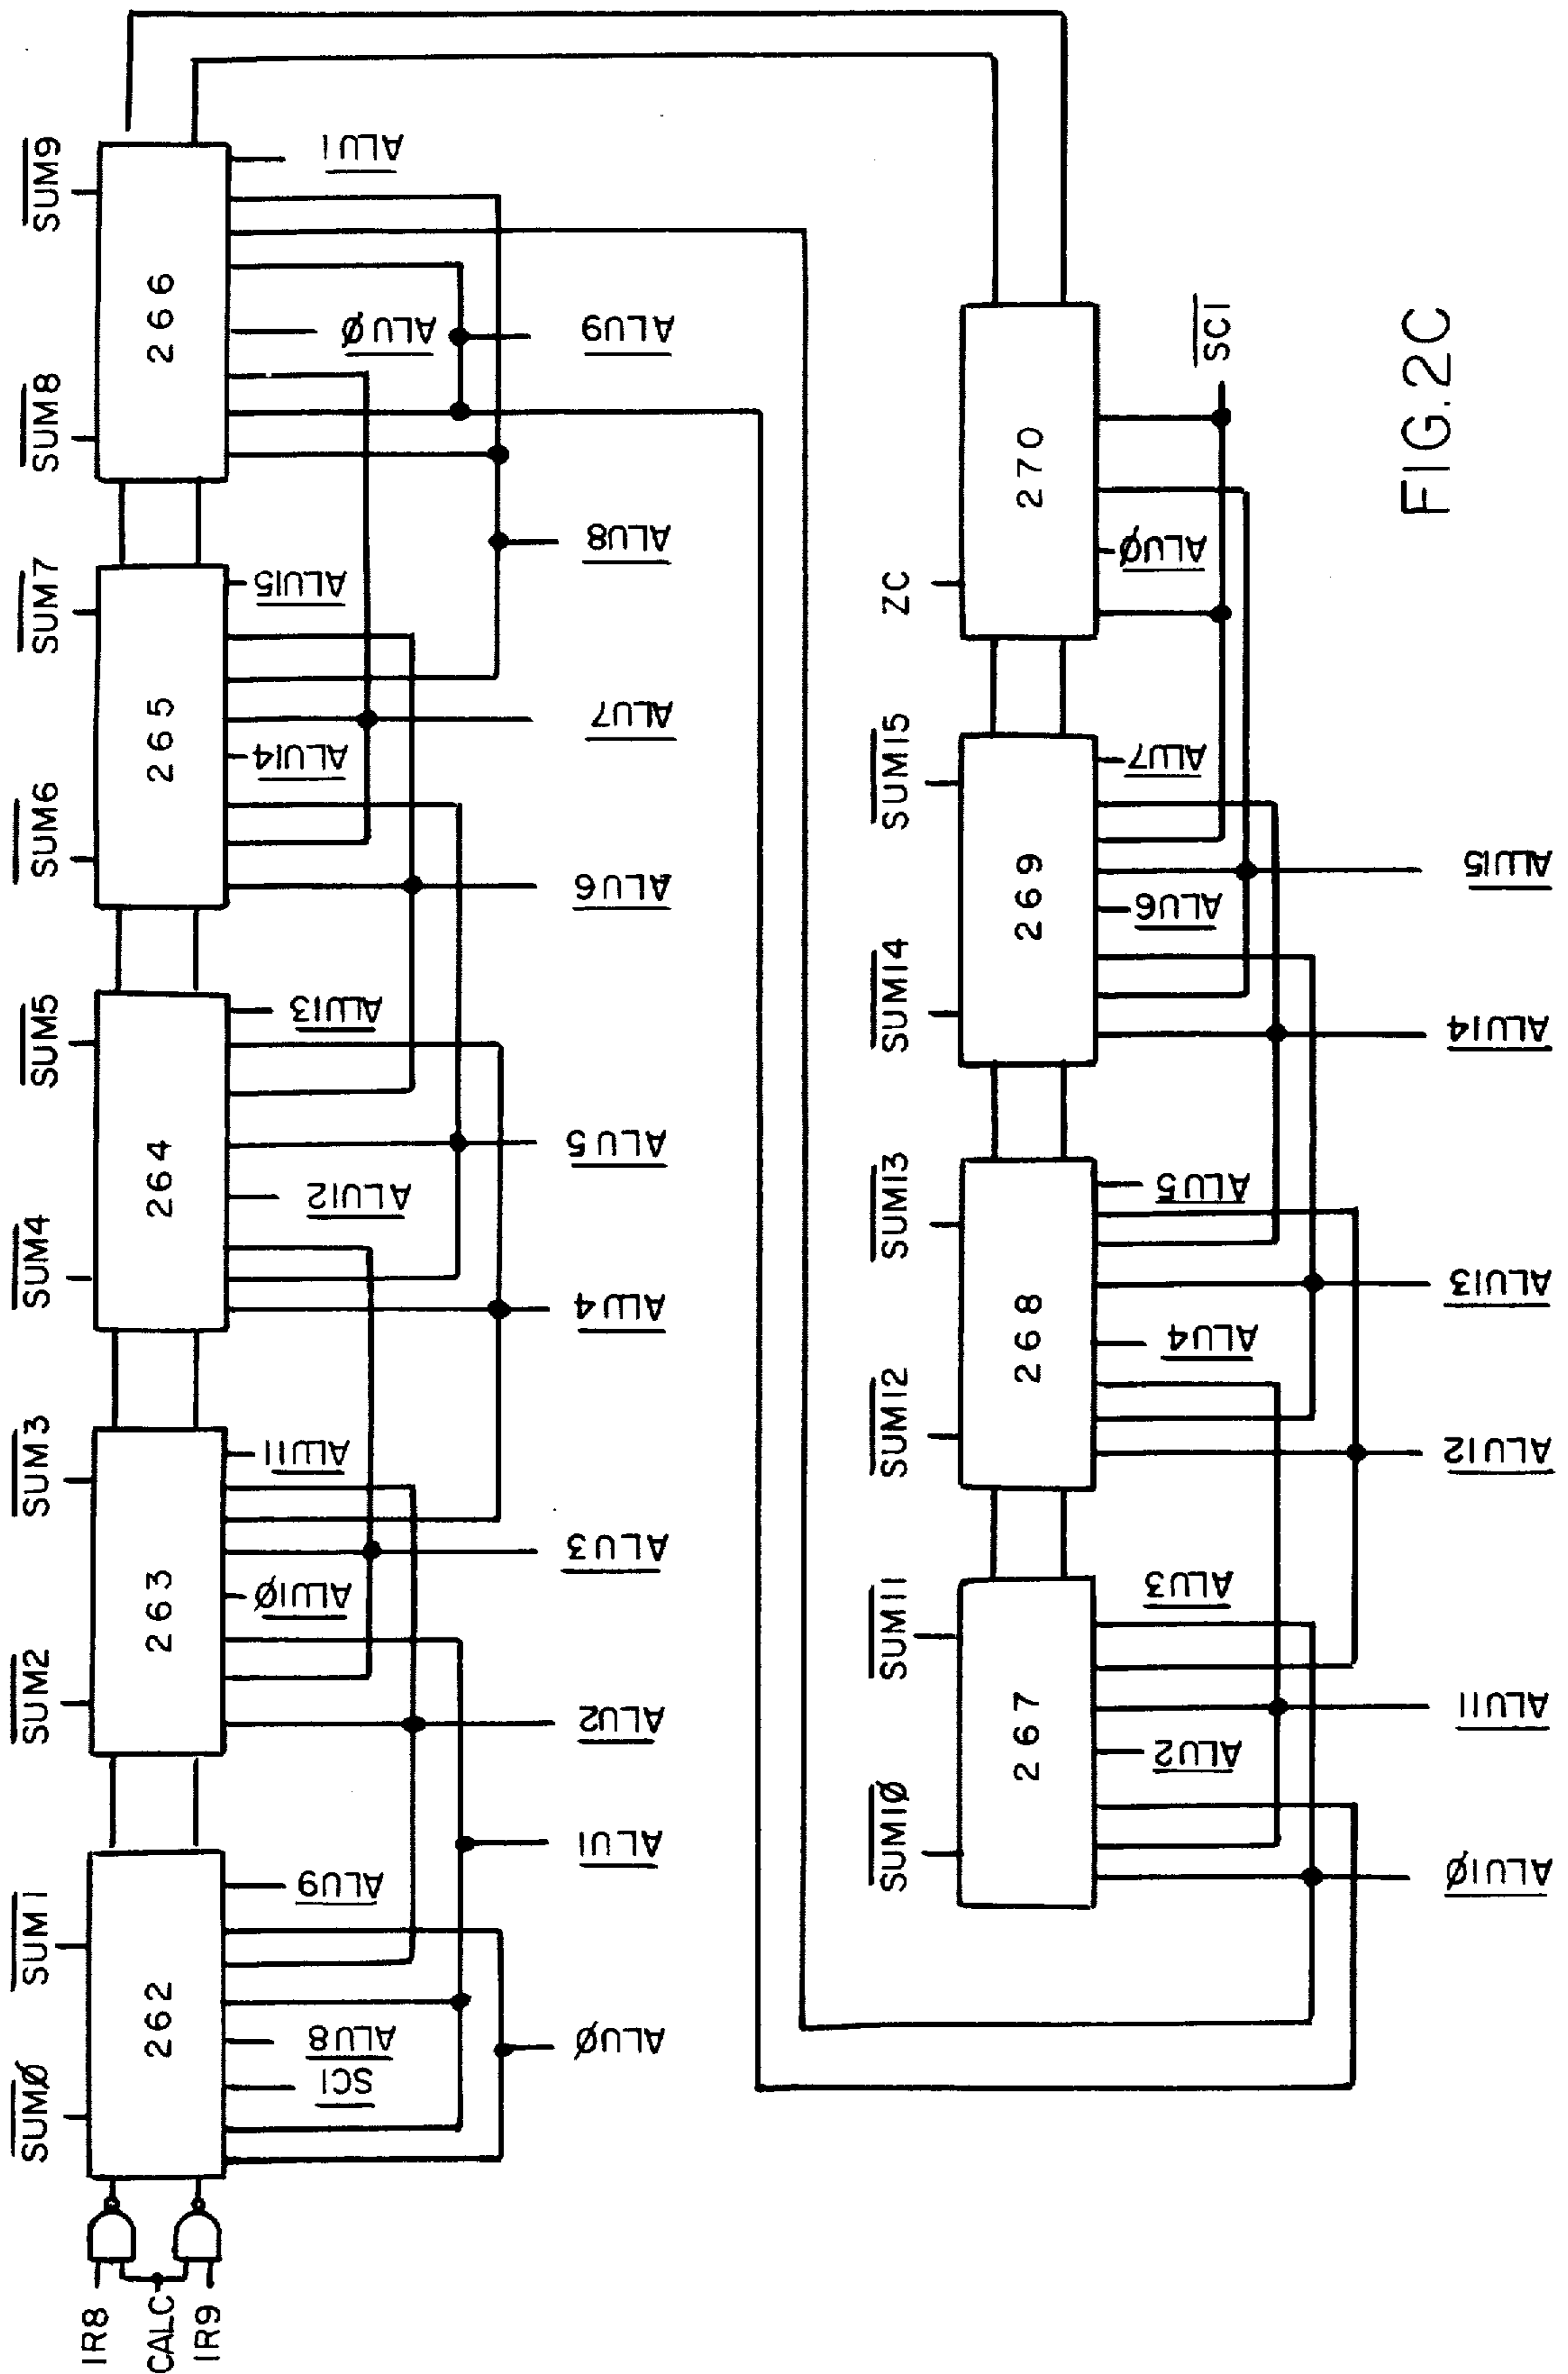 SUMØ
SUM1
SUM2
SUM3
SUM4
SUM5
SUM6
SUM7
SUM8
SUM9
IR8
CALC
IR9
262
263
264
265
266
SCI
ALU8
ALU9
ALU1Ø
ALU11
ALU12
ALU13
ALU14
ALU15
ALUØ
ALU1
ALUØ
ALU1
ALU2
ALU3
ALU4
ALU5
ALU6
ALU7
ALU8
ALU9
SUM1Ø
SUM11
SUM12
SUM13
SUM14
SUM15
ZC
267
268
269
270
ALU2
ALU3
ALU4
ALU5
ALU6
ALU7
ALUØ
SCI
ALU1Ø
ALU11
ALU12
ALU13
ALU14
ALU15
FIG.2C